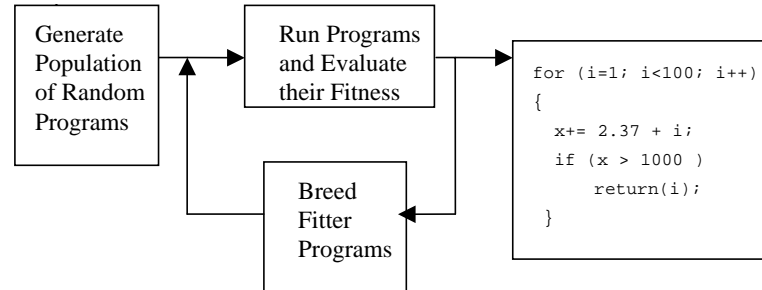 Generate
Population
of Random
Programs
Run Programs
and Evaluate
their Fitness
Breed
Fitter
Programs
for (i=1; i<100; i++)
{
x+= 2.37 + i;
if (x > 1000 )
return(i);
}